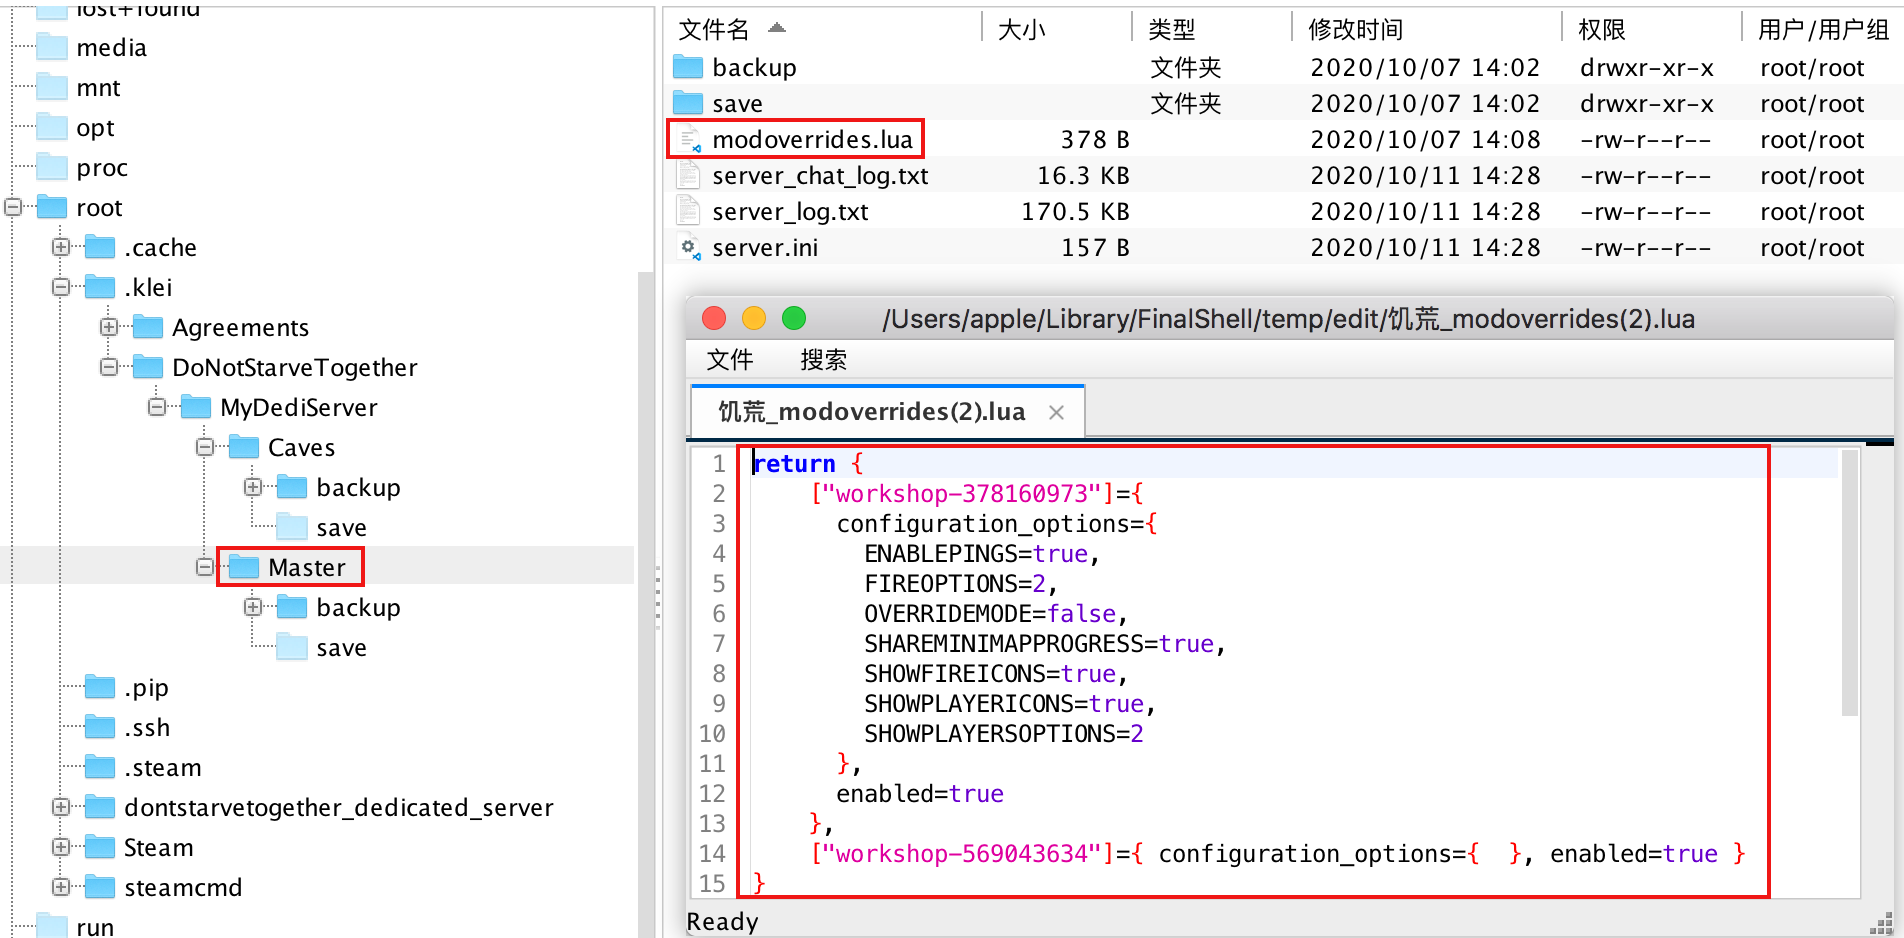 lost+found
media
mnt
opt
proc
root
.cache
.klei
Agreements
DoNotStarveTogether
MyDediServer
Caves
backup
save
Master
backup
save
.pip
.ssh
.steam
dontstarvetogether_dedicated_server
Steam
steamcmd
run
文件名 大小 类型 修改时间 权限 用户/用户组
backup 文件夹 2020/10/07 14:02 drwxr-xr-x root/root
save 文件夹 2020/10/07 14:02 drwxr-xr-x root/root
modoverrides.lua 378 B 2020/10/07 14:08 -rw-r--r-- root/root
server_chat_log.txt 16.3 KB 2020/10/11 14:28 -rw-r--r-- root/root
server_log.txt 170.5 KB 2020/10/11 14:28 -rw-r--r-- root/root
server.ini 157 B 2020/10/11 14:28 -rw-r--r-- root/root
/Users/apple/Library/FinalShell/temp/edit/饥荒_modoverrides(2).lua
文件 搜索
饥荒_modoverrides(2).lua ×
1 return {
2 ["workshop-378160973"]={
3 configuration_options={
4 ENABLEPINGS=true,
5 FIREOPTIONS=2,
6 OVERRIDEMODE=false,
7 SHAREMINIMAPPROGRESS=true,
8 SHOWFIREICONS=true,
9 SHOWPLAYERICONS=true,
10 SHOWPLAYERSOPTIONS=2
11 },
12 enabled=true
13 },
14 ["workshop-569043634"]={ configuration_options={  }, enabled=true }
15 }
Ready